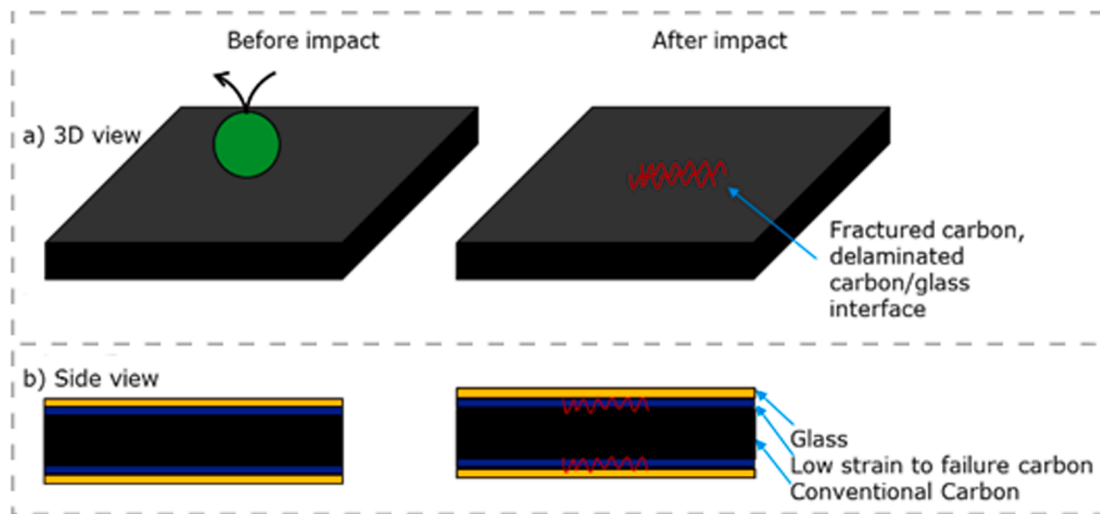 Before impact
After impact
a) 3D view
Fractured carbon,
delaminated
carbon/glass
interface
b) Side view
Glass
Low strain to failure carbon
Conventional Carbon